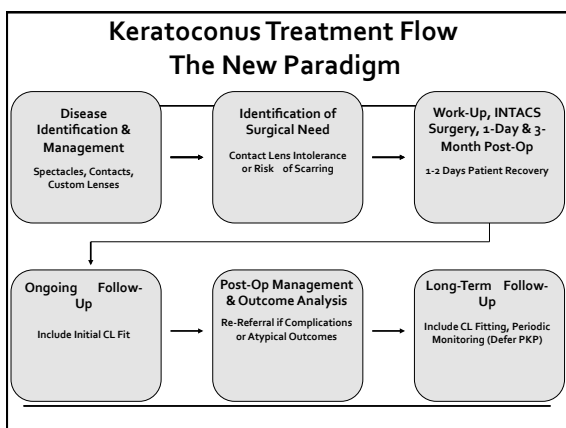 Keratoconus Treatment Flow
The New Paradigm
Disease
Identification &
Management
Spectacles, Contacts,
Custom Lenses
Identification of
Surgical Need
Contact Lens Intolerance
or Risk of Scarring
Work-Up, INTACS
Surgery, 1-Day & 3-
Month Post-Op
1-2 Days Patient Recovery
Ongoing Follow-
Up
Include Initial CL Fit
Post-Op Management
& Outcome Analysis
Re-Referral if Complications
or Atypical Outcomes
Long-Term Follow-
Up
Include CL Fitting, Periodic
Monitoring (Defer PKP)